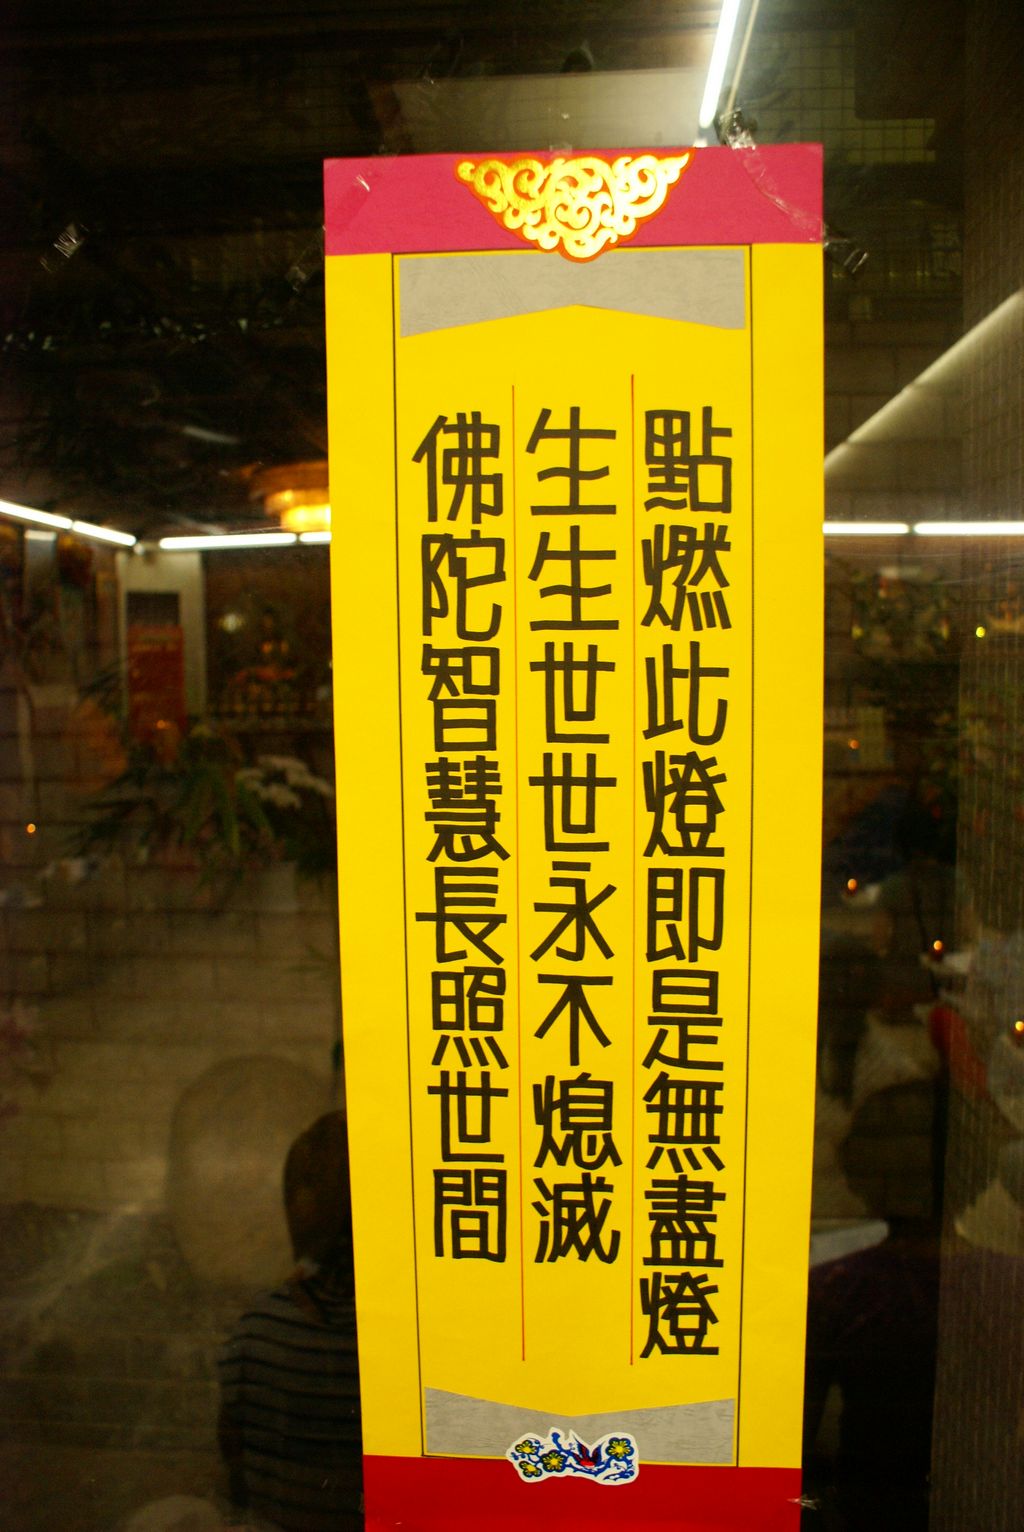 點燃此燈即是無盡燈
生生世世永不熄滅
佛陀智慧長照世間